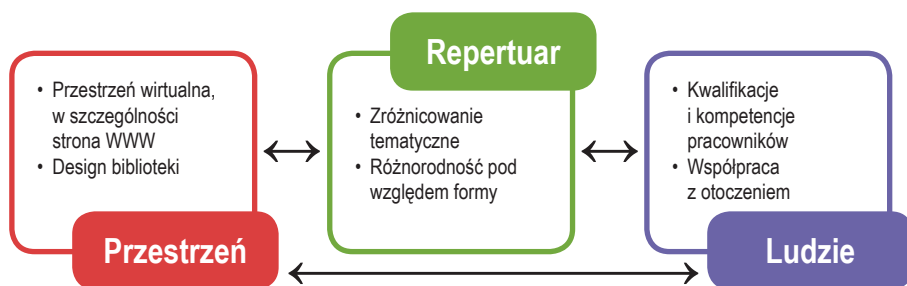 Repertuar
• Przestrzeń wirtualna,
w szczególności
strona WWW
• Design biblioteki
Przestrzeń
• Zróżnicowanie
tematyczne
• Różnorodność pod
względem formy
• Kwalifikacje
i kompetencje
pracowników
• Współpraca
z otoczeniem
Ludzie